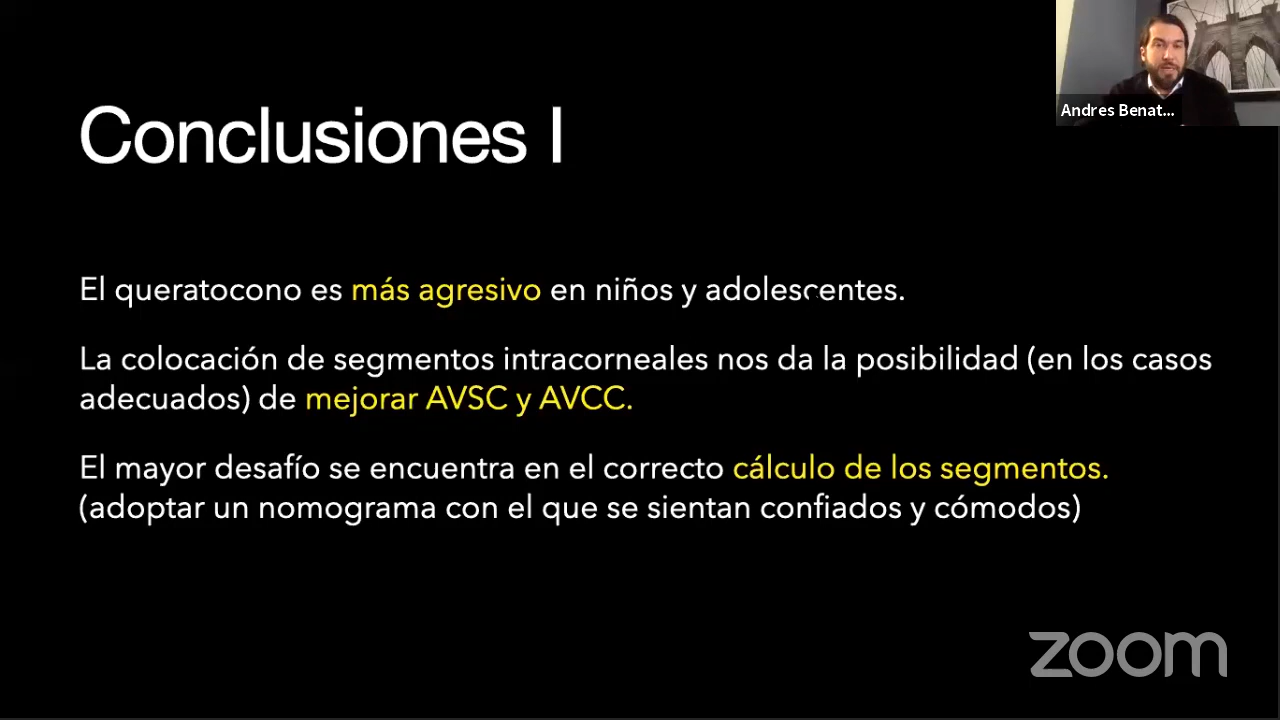 Andres Benat...
Conclusiones I
El queratocono es más agresivo en niños y adolescentes.
La colocación de segmentos intracorneales nos da la posibilidad (en los casos
adecuados) de mejorar AVSC y AVCC.
El mayor desafío se encuentra en el correcto cálculo de los segmentos.
(adoptar un nomograma con el que se sientan confiados y cómodos)
zoom